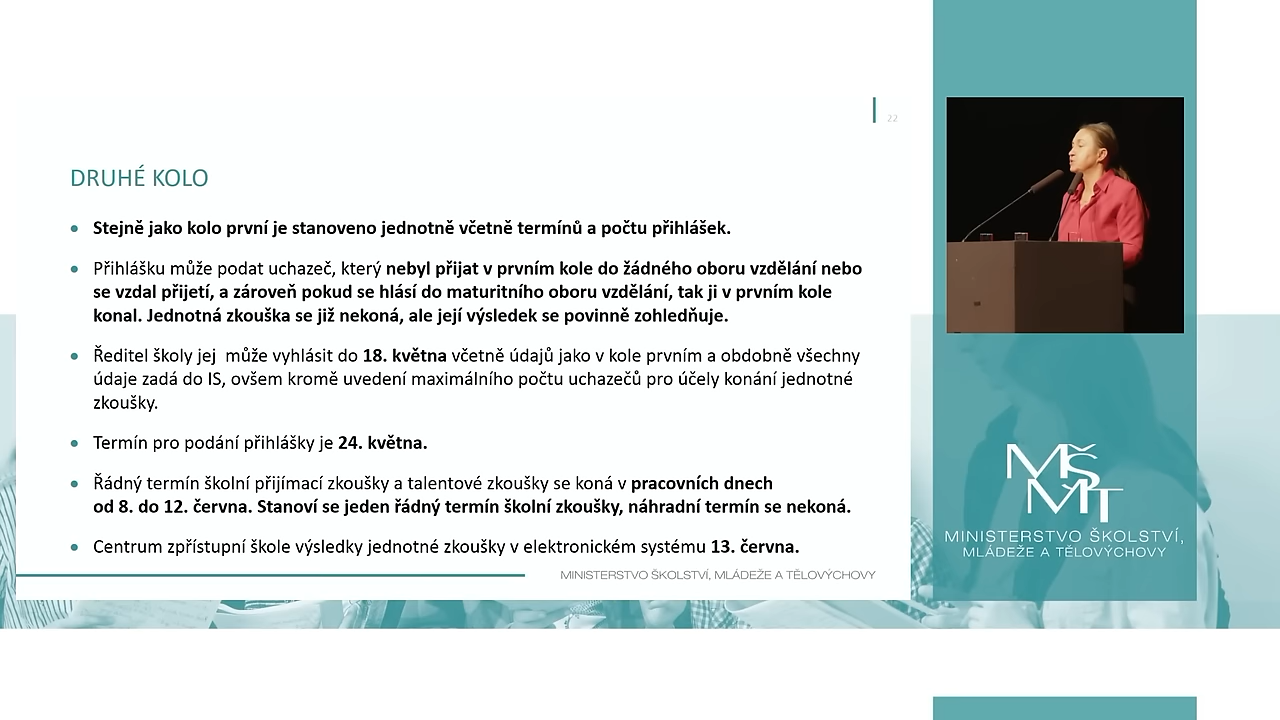 22
DRUHÉ KOLO
• Stejně jako kolo první je stanoveno jednotně včetně termínů a počtu přihlášek.
• Přihlášku může podat uchazeč, který nebyl přijat v prvním kole do žádného oboru vzdělání nebo
se vzdal přijetí, a zároveň pokud se hlásí do maturitního oboru vzdělání, tak ji v prvním kole
konal. Jednotná zkouška se již nekoná, ale její výsledek se povinně zohledňuje.
• Ředitel školy jej může vyhlásit do 18. května včetně údajů jako v kole prvním a obdobně všechny
údaje zadá do IS, ovšem kromě uvedení maximálního počtu uchazečů pro účely konání jednotné
zkoušky.
• Termín pro podání přihlášky je 24. května.
• Řádný termín školní přijímací zkoušky a talentové zkoušky se koná v pracovních dnech
od 8. do 12. června. Stanoví se jeden řádný termín školní zkoušky, náhradní termín se nekoná.
• Centrum zpřístupní škole výsledky jednotné zkoušky v elektronickém systému 13. června.
MINISTERSTVO ŠKOLSTVÍ, MLÁDEŽE A TĚLOVÝCHOVY
MŠ
MT
MINISTERSTVO ŠKOLSTVÍ,
MLÁDEŽE A TĚLOVÝCHOVY